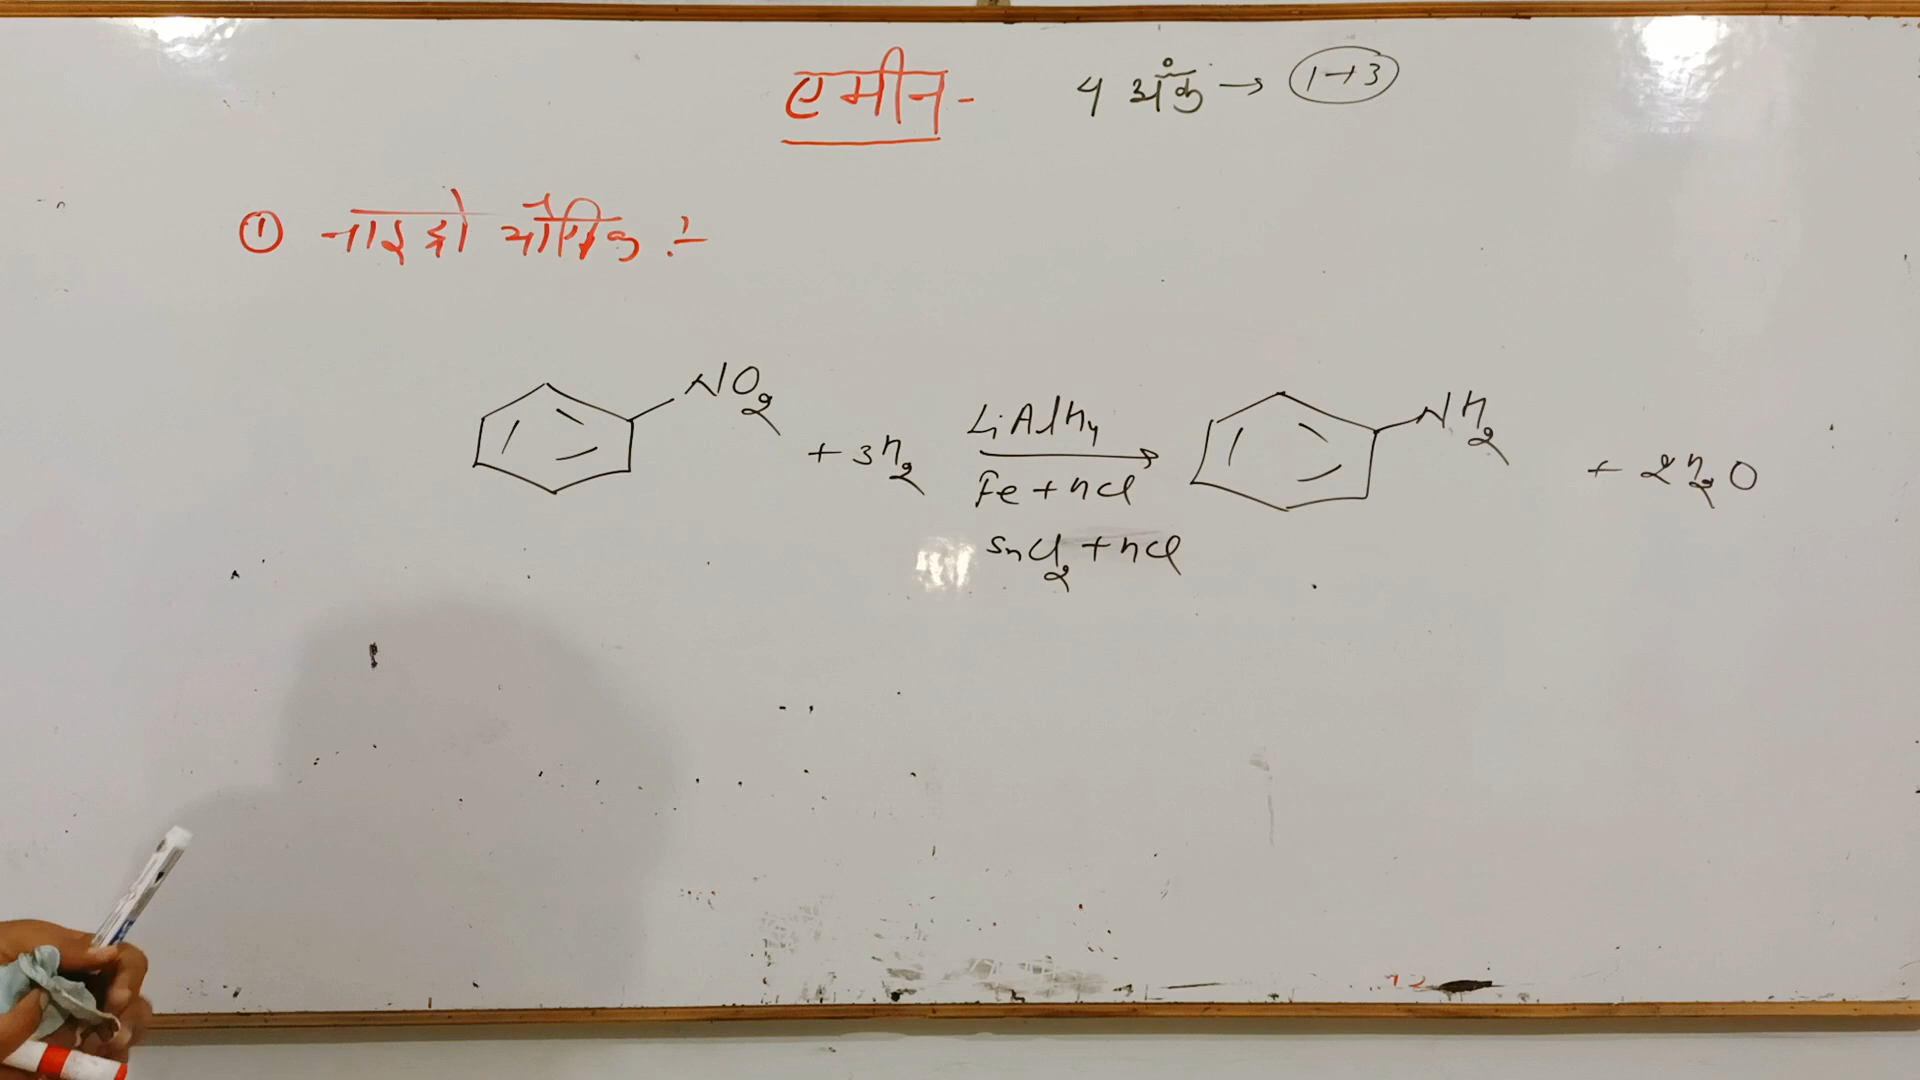 एमीन - 4 अंक → 1→3
① नाइट्रो यौगिक :-
NO₂ + 3H₂ LiAlH₄ → NH₂ + 2H₂O
Fe + HCl
SnCl₂ + HCl